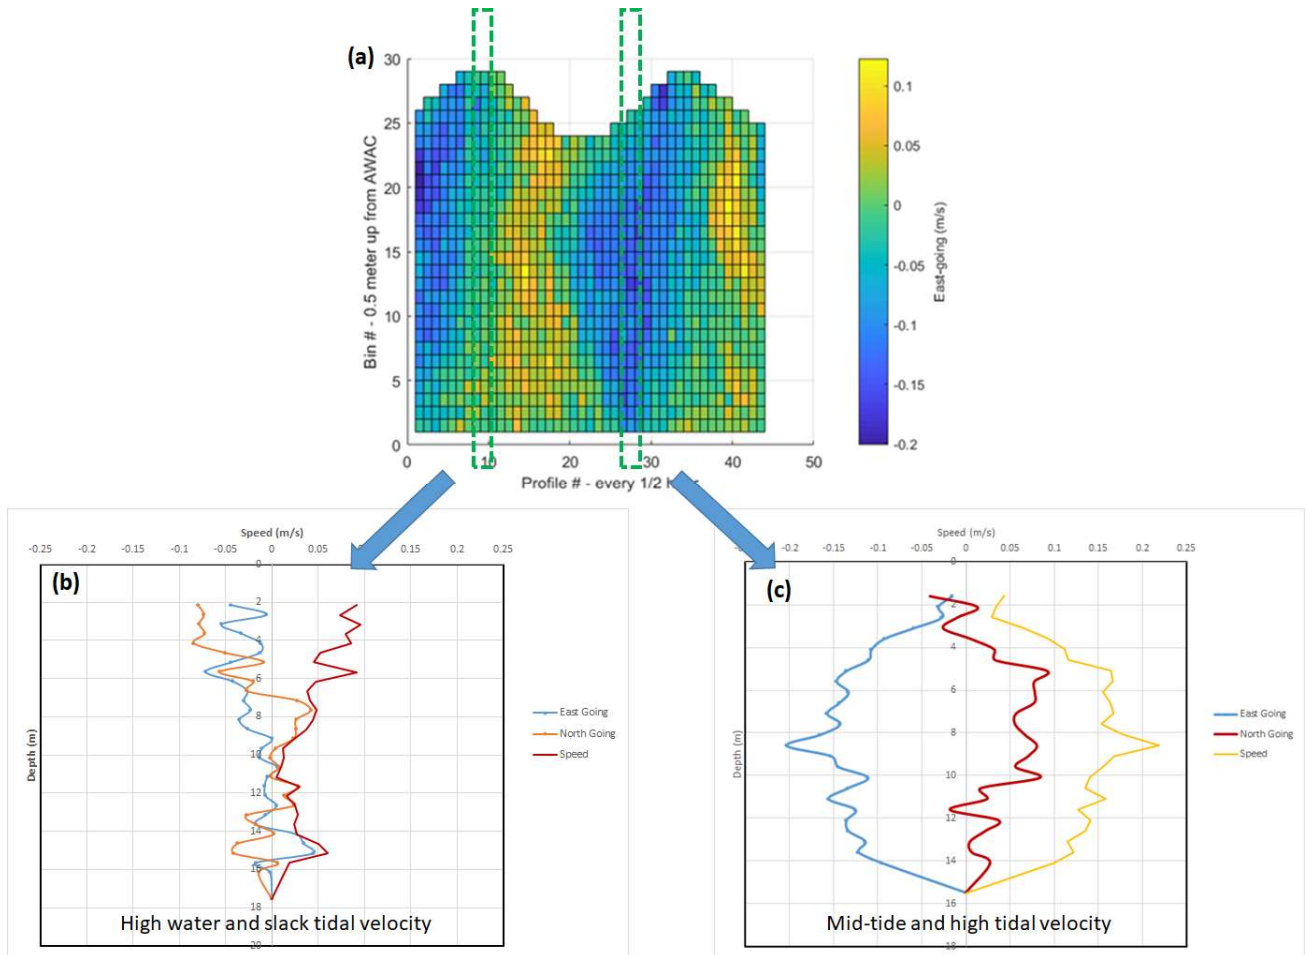 (a)
30
25
20
15
10
5
0
Bin # - 0.5 meter up from AWAC
0 10 20 30 40 50
Profile # - every 1/2
0.1
0.05
0
-0.05
-0.1
-0.15
-0.2
East-going (m/s)
Speed (m/s)
-0.25 -0.2 -0.15 -0.1 -0.05 0 0.05 0.1 0.15 0.2 0.25
(b)
0
2
4
6
8
10
12
14
16
18
20
Depth (m)
East Going
North Going
Speed
High water and slack tidal velocity
Speed (m/s)
-0.2 -0.15 -0.1 -0.05 0 0.05 0.1 0.15 0.2 0.25
(c)
0
2
4
6
8
10
12
14
16
18
Depth (m)
East Going
North Going
Speed
Mid-tide and high tidal velocity